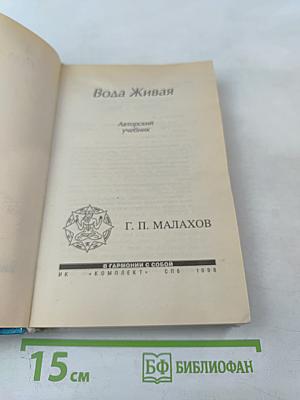 Вода Живая
Авторский
учебник
Г. П. МАЛАХОВ
В ГАРМОНИИ С СОБОЙ
ИК «КОМПЛЕКТ» СПб 1998
15 см
БФ БИБЛИОФАН